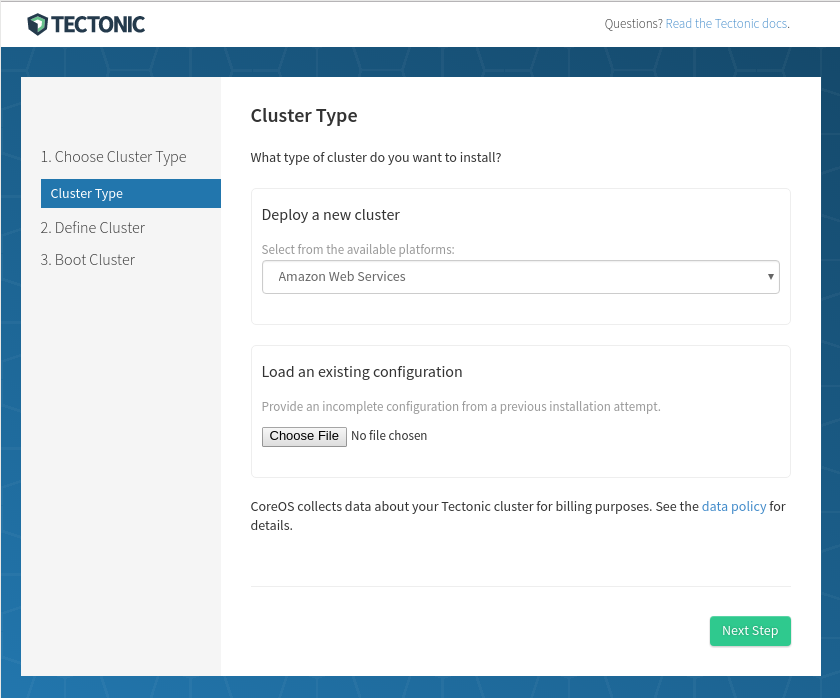 TECTONIC
Questions? Read the Tectonic docs.
1. Choose Cluster Type
Cluster Type
2. Define Cluster
3. Boot Cluster
Cluster Type
What type of cluster do you want to install?
Deploy a new cluster
Select from the available platforms:
Amazon Web Services
Load an existing configuration
Provide an incomplete configuration from a previous installation attempt.
Choose File No file chosen
CoreOS collects data about your Tectonic cluster for billing purposes. See the data policy for
details.
Next Step